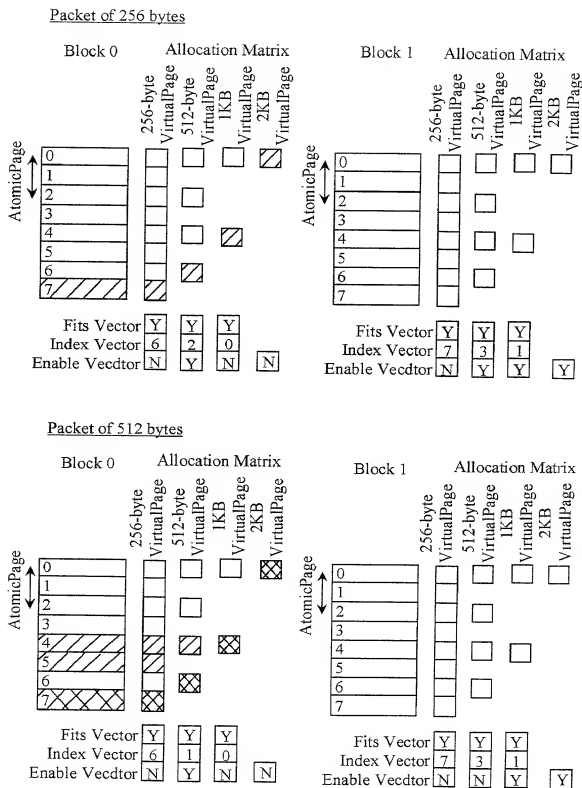 Packet of 256 bytes
Block 0
Allocation Matrix
256-byte
VirtualPage
512-byte
VirtualPage
1KB
VirtualPage
2KB
VirtualPage
AtomicPage
0
1
2
3
4
5
6
7
Fits Vector Y Y Y
Index Vector 6 2 0
Enable Vecdtor N Y N N
Block 1
Allocation Matrix
256-byte
VirtualPage
512-byte
VirtualPage
1KB
VirtualPage
2KB
VirtualPage
AtomicPage
0
1
2
3
4
5
6
7
Fits Vector Y Y Y
Index Vector 7 3 1
Enable Vecdtor N Y Y Y
Packet of 512 bytes
Block 0
Allocation Matrix
256-byte
VirtualPage
512-byte
VirtualPage
1KB
VirtualPage
2KB
VirtualPage
AtomicPage
0
1
2
3
4
5
6
7
Fits Vector Y Y Y
Index Vector 6 1 0
Enable Vecdtor N Y N N
Block 1
Allocation Matrix
256-byte
VirtualPage
512-byte
VirtualPage
1KB
VirtualPage
2KB
VirtualPage
AtomicPage
0
1
2
3
4
5
6
7
Fits Vector Y Y Y
Index Vector 7 3 1
Enable Vecdtor N N Y Y